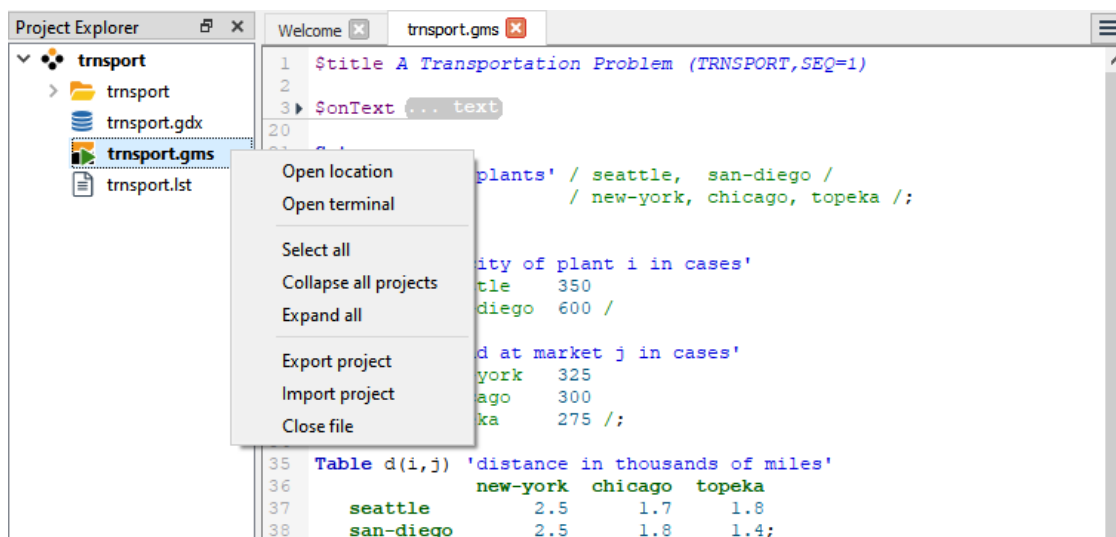 Project Explorer
Welcome
trnsport.gms
trnsport
trnsport
trnsport.gdx
trnsport.gms
trnsport.lst
Open location
Open terminal
Select all
Collapse all projects
Expand all
Export project
Import project
Close file
1 $title A Transportation Problem (TRNSPORT,SEQ=1)
2
3 $onText ... text
20
plants' / seattle, san-diego /
/ new-york, chicago, topeka /;
ity of plant i in cases'
tle 350
diego 600 /
d at market j in cases'
york 325
ago 300
ka 275 /;
35 Table d(i,j) 'distance in thousands of miles'
36 new-york chicago topeka
37 seattle 2.5 1.7 1.8
38 san-diego 2.5 1.8 1.4;